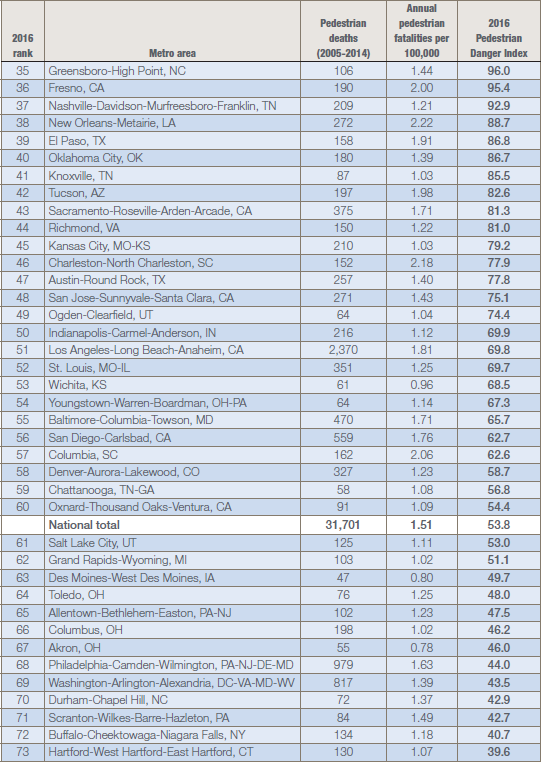 2016 rank Metro area Pedestrian deaths (2005-2014) Annual pedestrian fatalities per 100,000 2016 Pedestrian Danger Index
35 Greensboro-High Point, NC 106 1.44 96.0
36 Fresno, CA 190 2.00 95.4
37 Nashville-Davidson-Murfreesboro-Franklin, TN 209 1.21 92.9
38 New Orleans-Metairie, LA 272 2.22 88.7
39 El Paso, TX 158 1.91 86.8
40 Oklahoma City, OK 180 1.39 86.7
41 Knoxville, TN 87 1.03 85.5
42 Tucson, AZ 197 1.98 82.6
43 Sacramento-Roseville-Arden-Arcade, CA 375 1.71 81.3
44 Richmond, VA 150 1.22 81.0
45 Kansas City, MO-KS 210 1.03 79.2
46 Charleston-North Charleston, SC 152 2.18 77.9
47 Austin-Round Rock, TX 257 1.40 77.8
48 San Jose-Sunnyvale-Santa Clara, CA 271 1.43 75.1
49 Ogden-Clearfield, UT 64 1.04 74.4
50 Indianapolis-Carmel-Anderson, IN 216 1.12 69.9
51 Los Angeles-Long Beach-Anaheim, CA 2,370 1.81 69.8
52 St. Louis, MO-IL 351 1.25 69.7
53 Wichita, KS 61 0.96 68.5
54 Youngstown-Warren-Boardman, OH-PA 64 1.14 67.3
55 Baltimore-Columbia-Towson, MD 470 1.71 65.7
56 San Diego-Carlsbad, CA 559 1.76 62.7
57 Columbia, SC 162 2.06 62.6
58 Denver-Aurora-Lakewood, CO 327 1.23 58.7
59 Chattanooga, TN-GA 58 1.08 56.8
60 Oxnard-Thousand Oaks-Ventura, CA 91 1.09 54.4
National total 31,701 1.51 53.8
61 Salt Lake City, UT 125 1.11 53.0
62 Grand Rapids-Wyoming, MI 103 1.02 51.1
63 Des Moines-West Des Moines, IA 47 0.80 49.7
64 Toledo, OH 76 1.25 48.0
65 Allentown-Bethlehem-Easton, PA-NJ 102 1.23 47.5
66 Columbus, OH 198 1.02 46.2
67 Akron, OH 55 0.78 46.0
68 Philadelphia-Camden-Wilmington, PA-NJ-DE-MD 979 1.63 44.0
69 Washington-Arlington-Alexandria, DC-VA-MD-WV 817 1.39 43.5
70 Durham-Chapel Hill, NC 72 1.37 42.9
71 Scranton-Wilkes-Barre-Hazleton, PA 84 1.49 42.7
72 Buffalo-Cheektowaga-Niagara Falls, NY 134 1.18 40.7
73 Hartford-West Hartford-East Hartford, CT 130 1.07 39.6